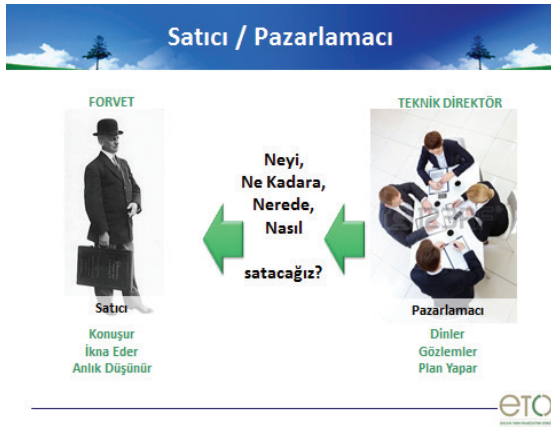 Satıcı / Pazarlamacı
FORVET
TEKNİK DİREKTÖR
Neyi,
Ne Kadara,
Nerede,
Nasıl
satacağız?
Satıcı
Pazarlamacı
Konuşur
İkna Eder
Anlık Düşünür
Dinler
Gözlemler
Plan Yapar
eto